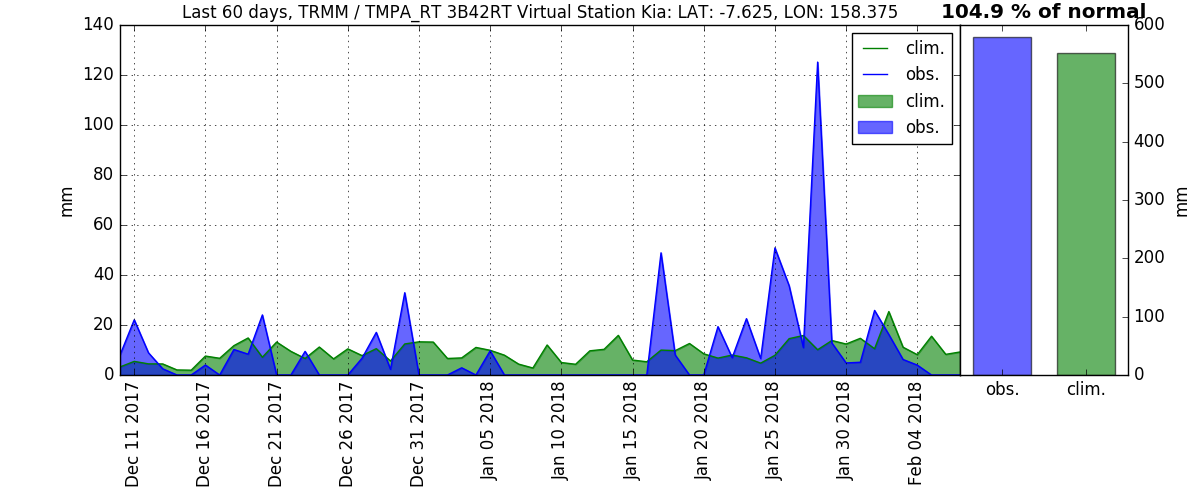 Last 60 days, TRMM / TMPA_RT 3B42RT Virtual Station Kia: LAT: -7.625, LON: 158.375
104.9 % of normal
140
120
100
80
60
40
20
0
mm
clim.
obs.
clim.
obs.
600
500
400
300
200
100
0
mm
obs.
clim.
Dec 11 2017
Dec 16 2017
Dec 21 2017
Dec 26 2017
Dec 31 2017
Jan 05 2018
Jan 10 2018
Jan 15 2018
Jan 20 2018
Jan 25 2018
Jan 30 2018
Feb 04 2018